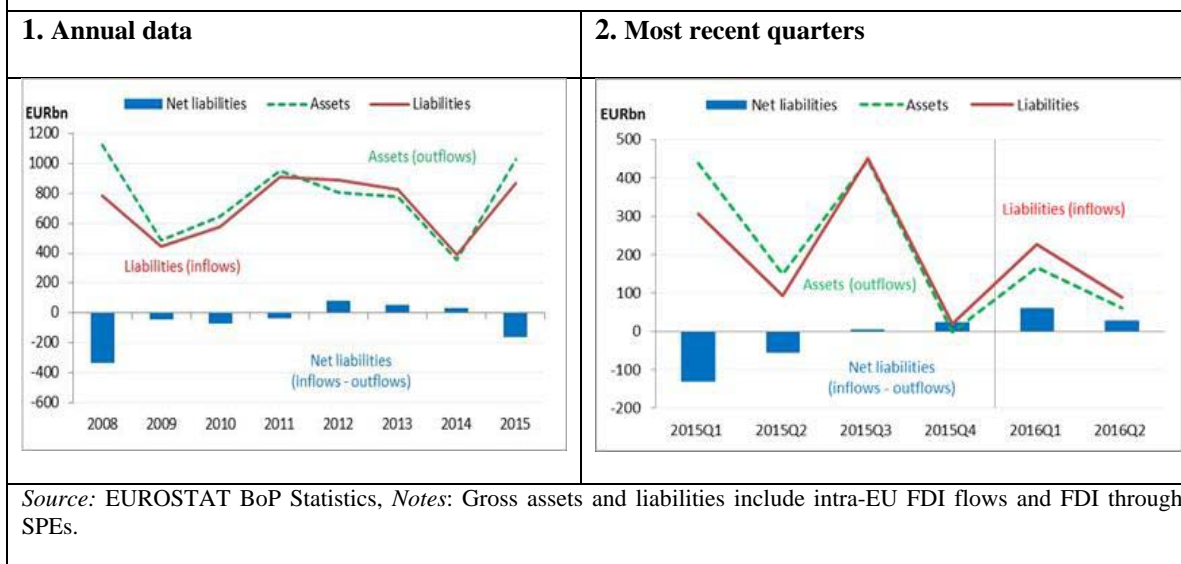 1. Annual data
2. Most recent quarters
Net liabilities Assets Liabilities
EURbn
1200
1000
800
600
400
200
0
-200
-400
-600
Assets (outflows)
Liabilities (inflows)
Net liabilities
(inflows - outflows)
2008 2009 2010 2011 2012 2013 2014 2015
Net liabilities Assets Liabilities
EURbn
500
400
300
200
100
0
-100
-200
Liabilities (inflows)
Assets (outflows)
Net liabilities
(inflows - outflows)
2015Q1 2015Q2 2015Q3 2015Q4 2016Q1 2016Q2
Source: EUROSTAT BoP Statistics, Notes: Gross assets and liabilities include intra-EU FDI flows and FDI through
SPEs.